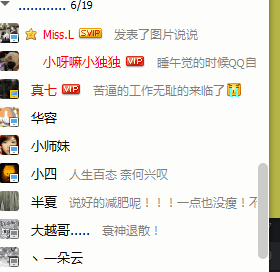 ............ 6/19
Miss.L SVIP 发表了图片说说
小呀嘛小独独 VIP 睡午觉的时候QQ自
真七 VIP 苦逼的工作无耻的来临了
华容
小师妹
小四 人生百态 奈何兴叹
半夏 说好的减肥呢！！！一点也没瘦！不
大越哥..... 衰神退散！
丶一朵云